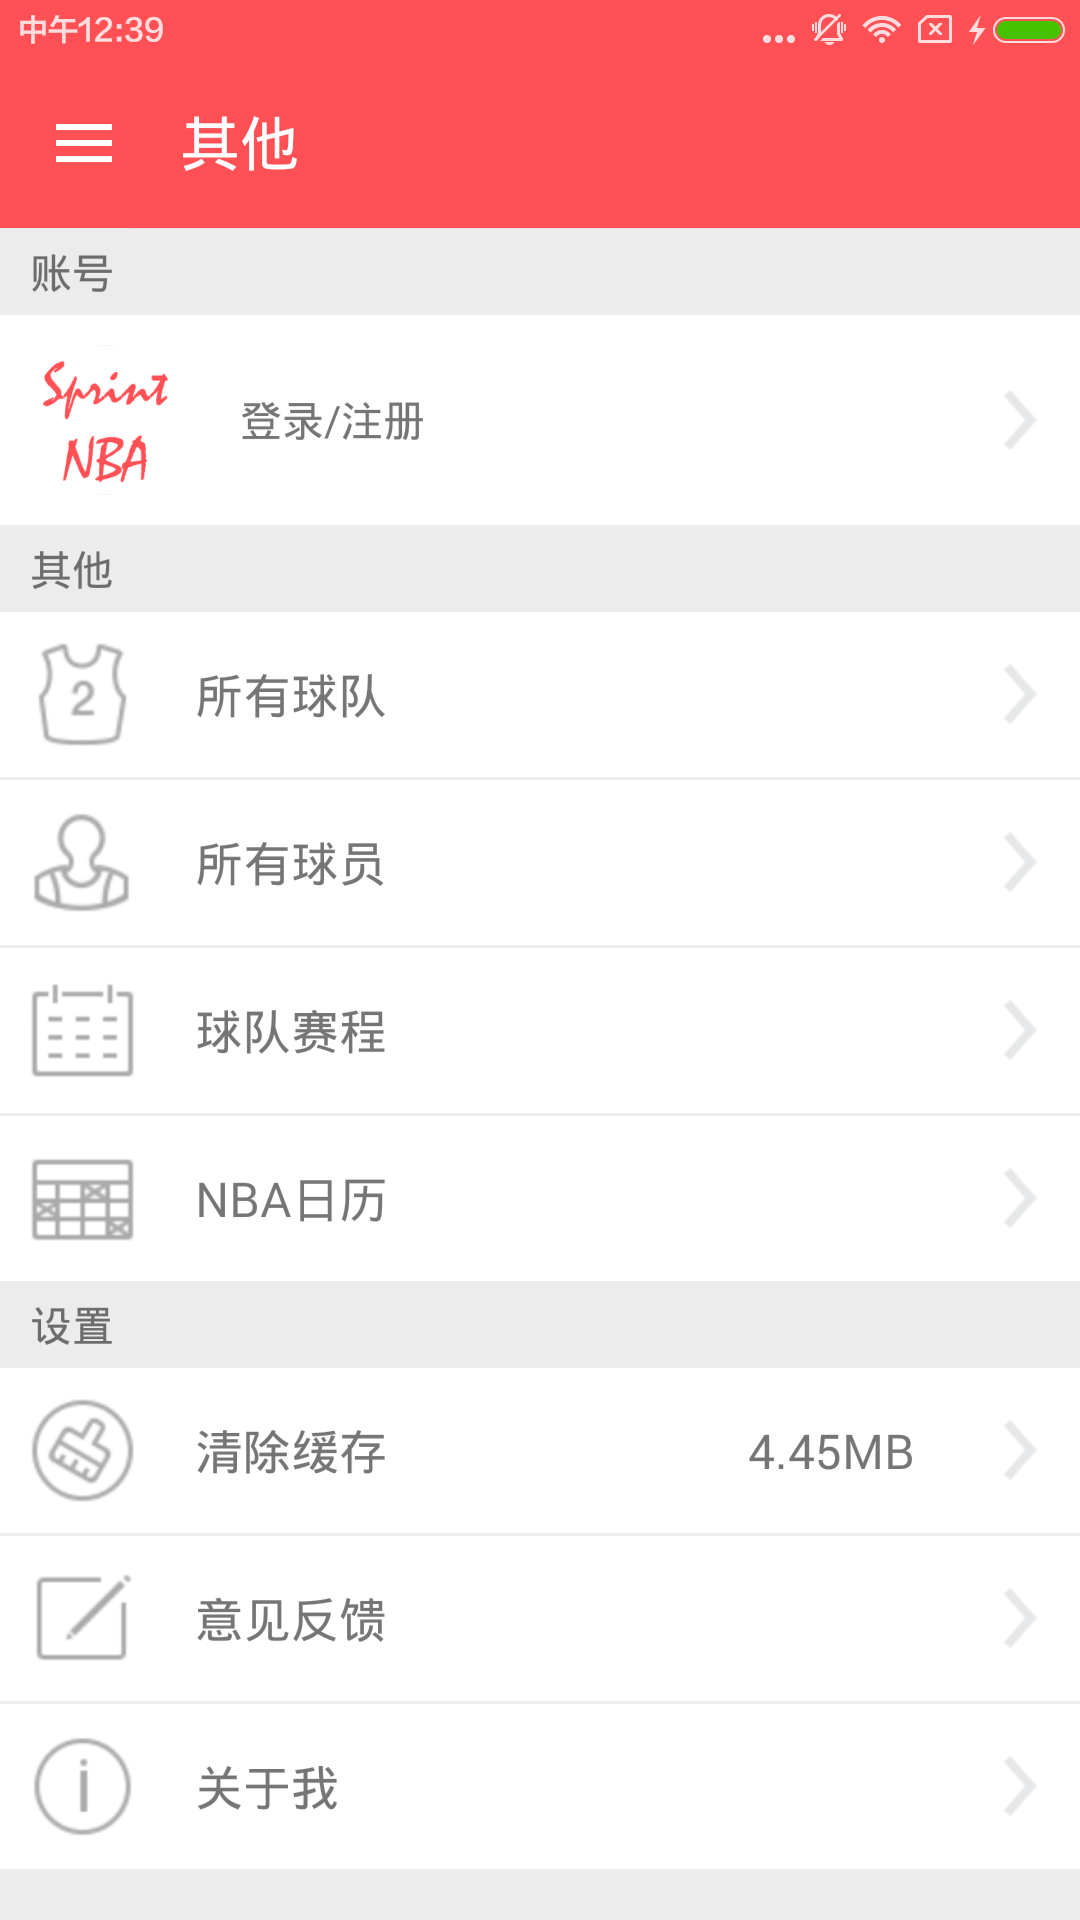 中午12:39
其他
账号
Sprint
NBA
登录/注册
其他
2
所有球队
所有球员
球队赛程
NBA日历
设置
清除缓存 4.45MB
意见反馈
关于我